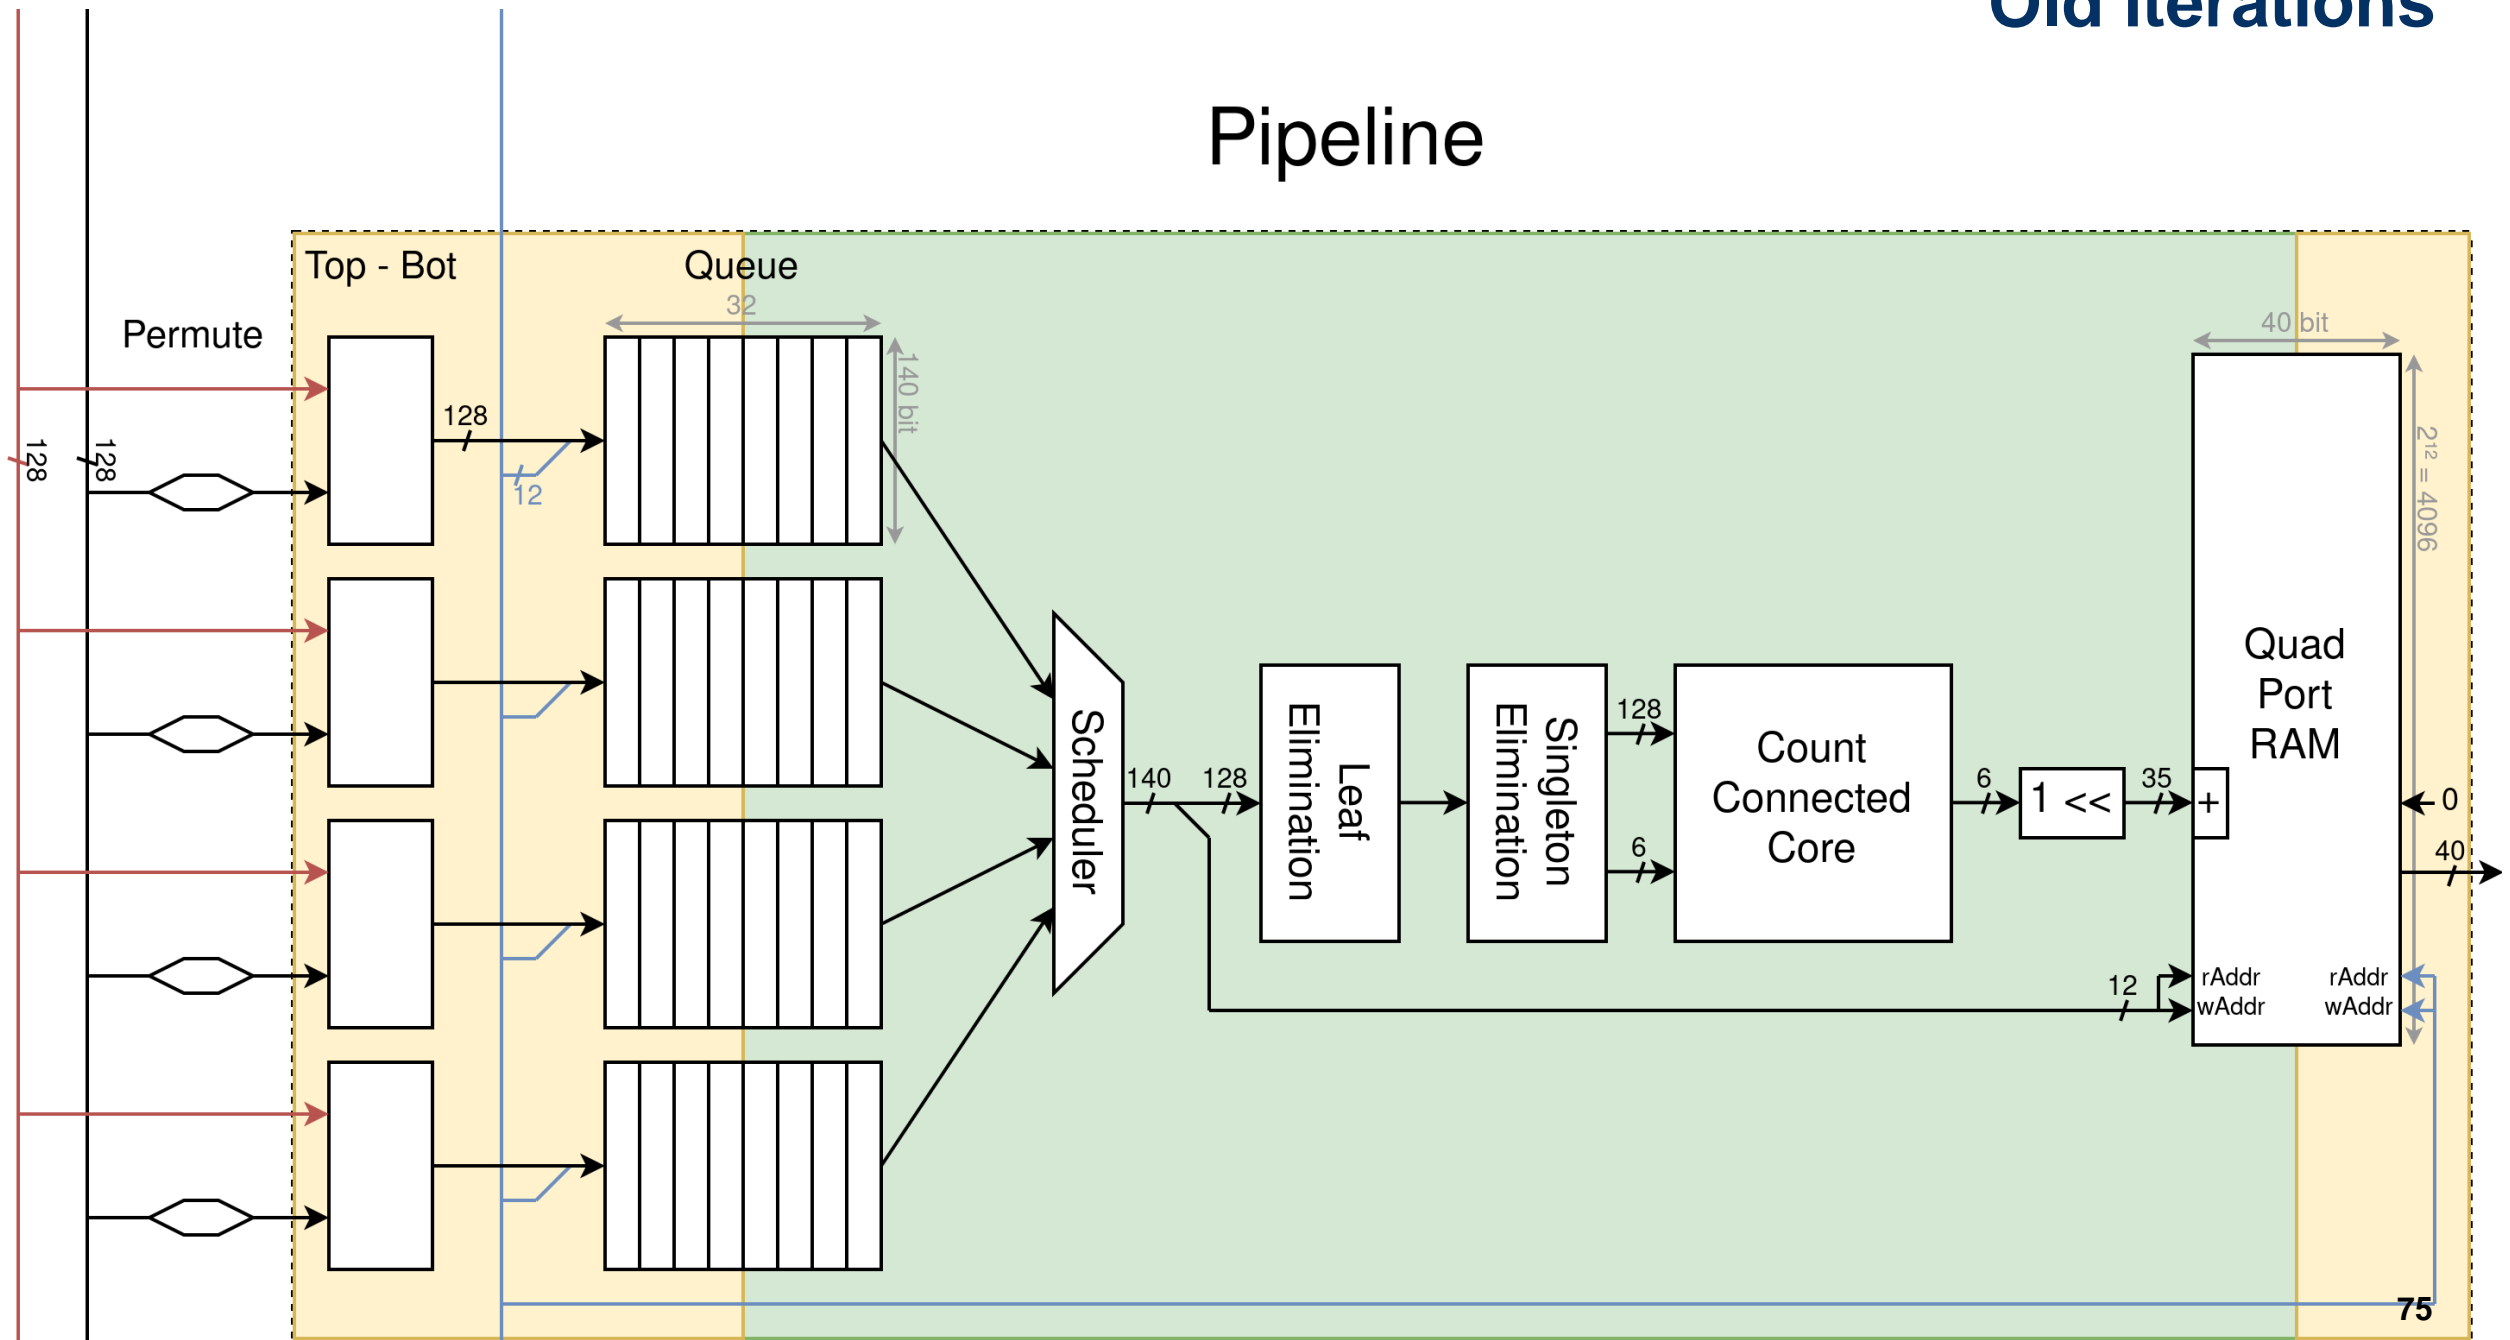 Old Iterations
Pipeline
Top - Bot
Queue
32
40 bit
Permute
140 bit
128
128
128
12
2¹² = 4096
Quad
Port
RAM
Scheduler
140
128
Leaf
Elimination
Singleton
Elimination
128
6
Count
Connected
Core
6
1 <<
35
+
0
40
12
rAddr
wAddr
rAddr
wAddr
75